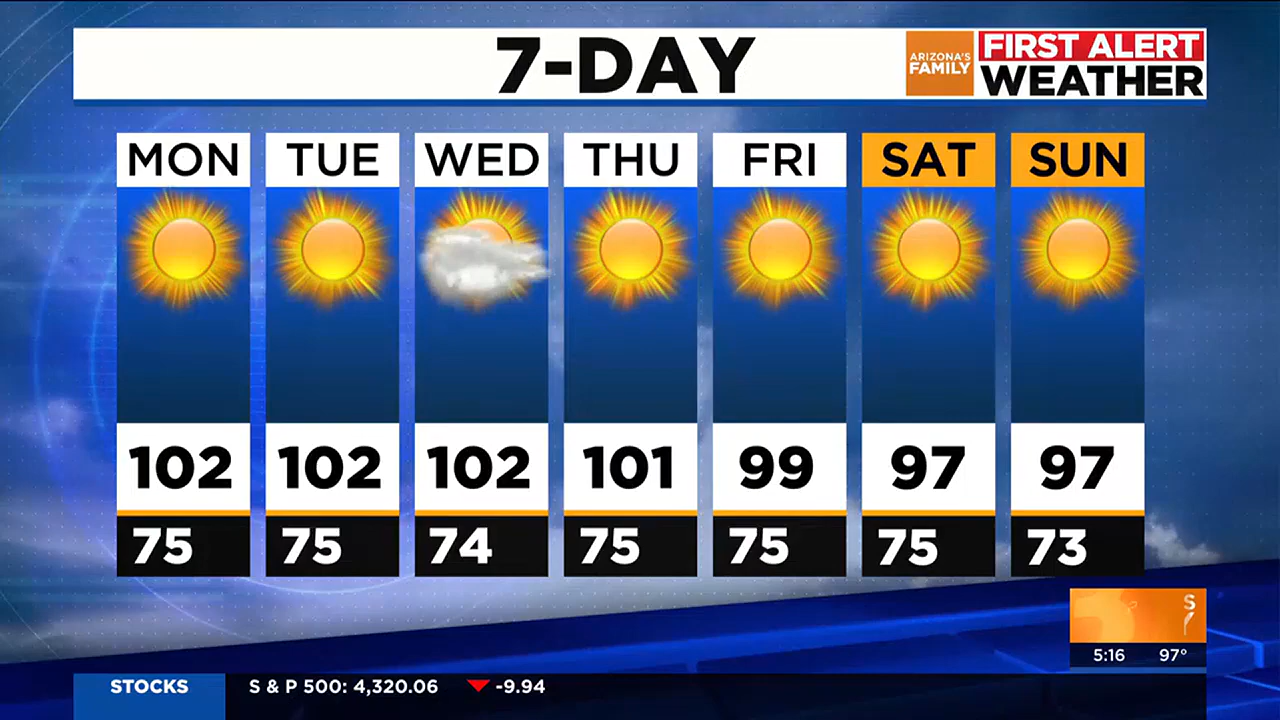 7-DAY
ARIZONA'S
FAMILY
FIRST ALERT
WEATHER
MON TUE WED THU FRI SAT SUN
102 102 102 101 99 97 97
75 75 74 75 75 75 73
S
5:16 97°
STOCKS S & P 500: 4,320.06 -9.94